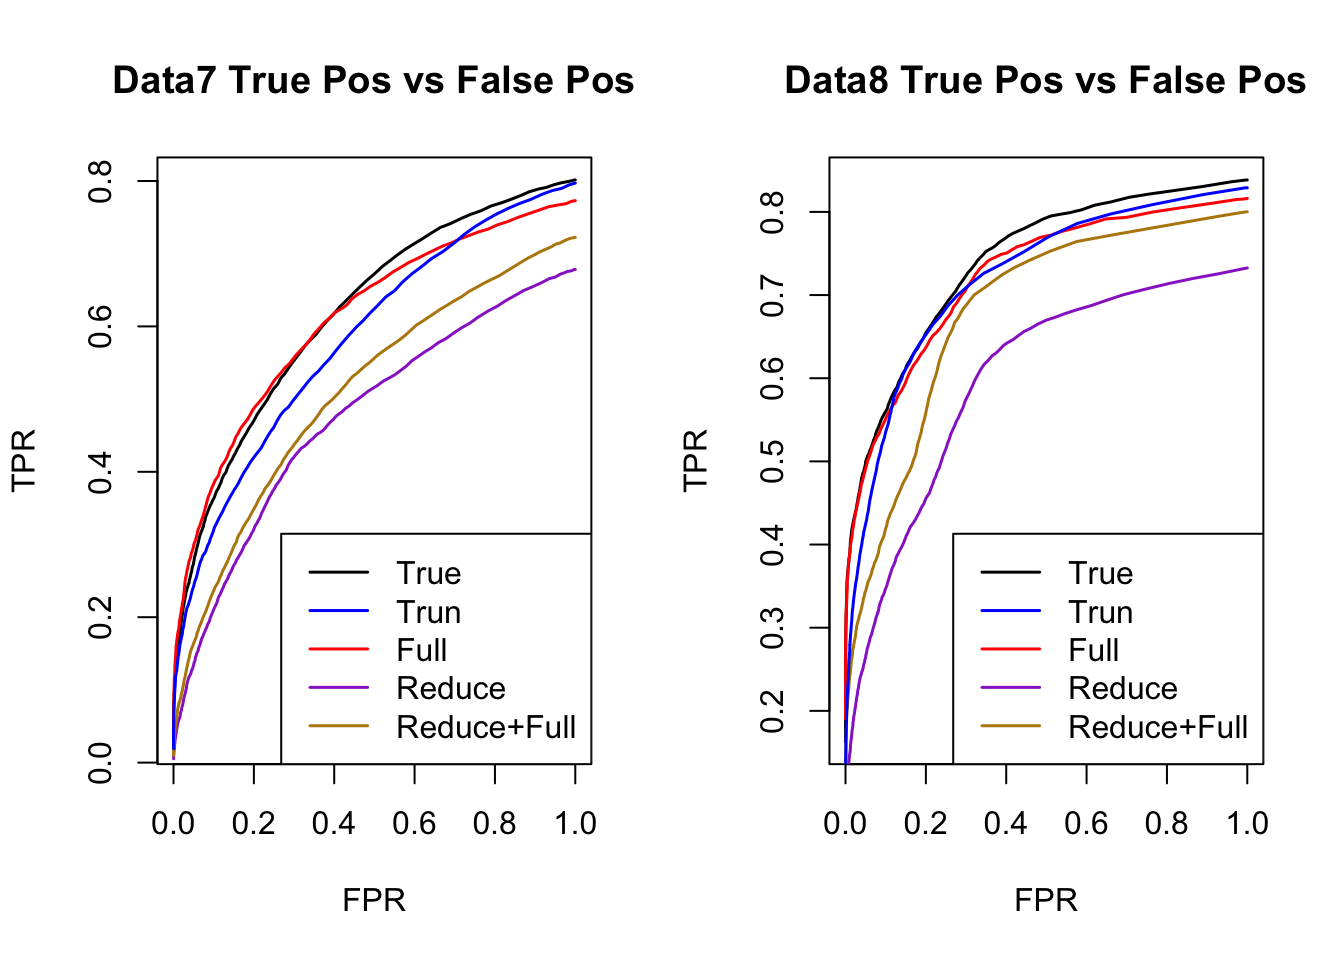 Data7 True Pos vs False Pos
TPR
0.8
0.6
0.4
0.2
0.0
True
Trun
Full
Reduce
Reduce+Full
0.0 0.2 0.4 0.6 0.8 1.0
FPR
Data8 True Pos vs False Pos
TPR
0.8
0.7
0.6
0.5
0.4
0.3
0.2
True
Trun
Full
Reduce
Reduce+Full
0.0 0.2 0.4 0.6 0.8 1.0
FPR